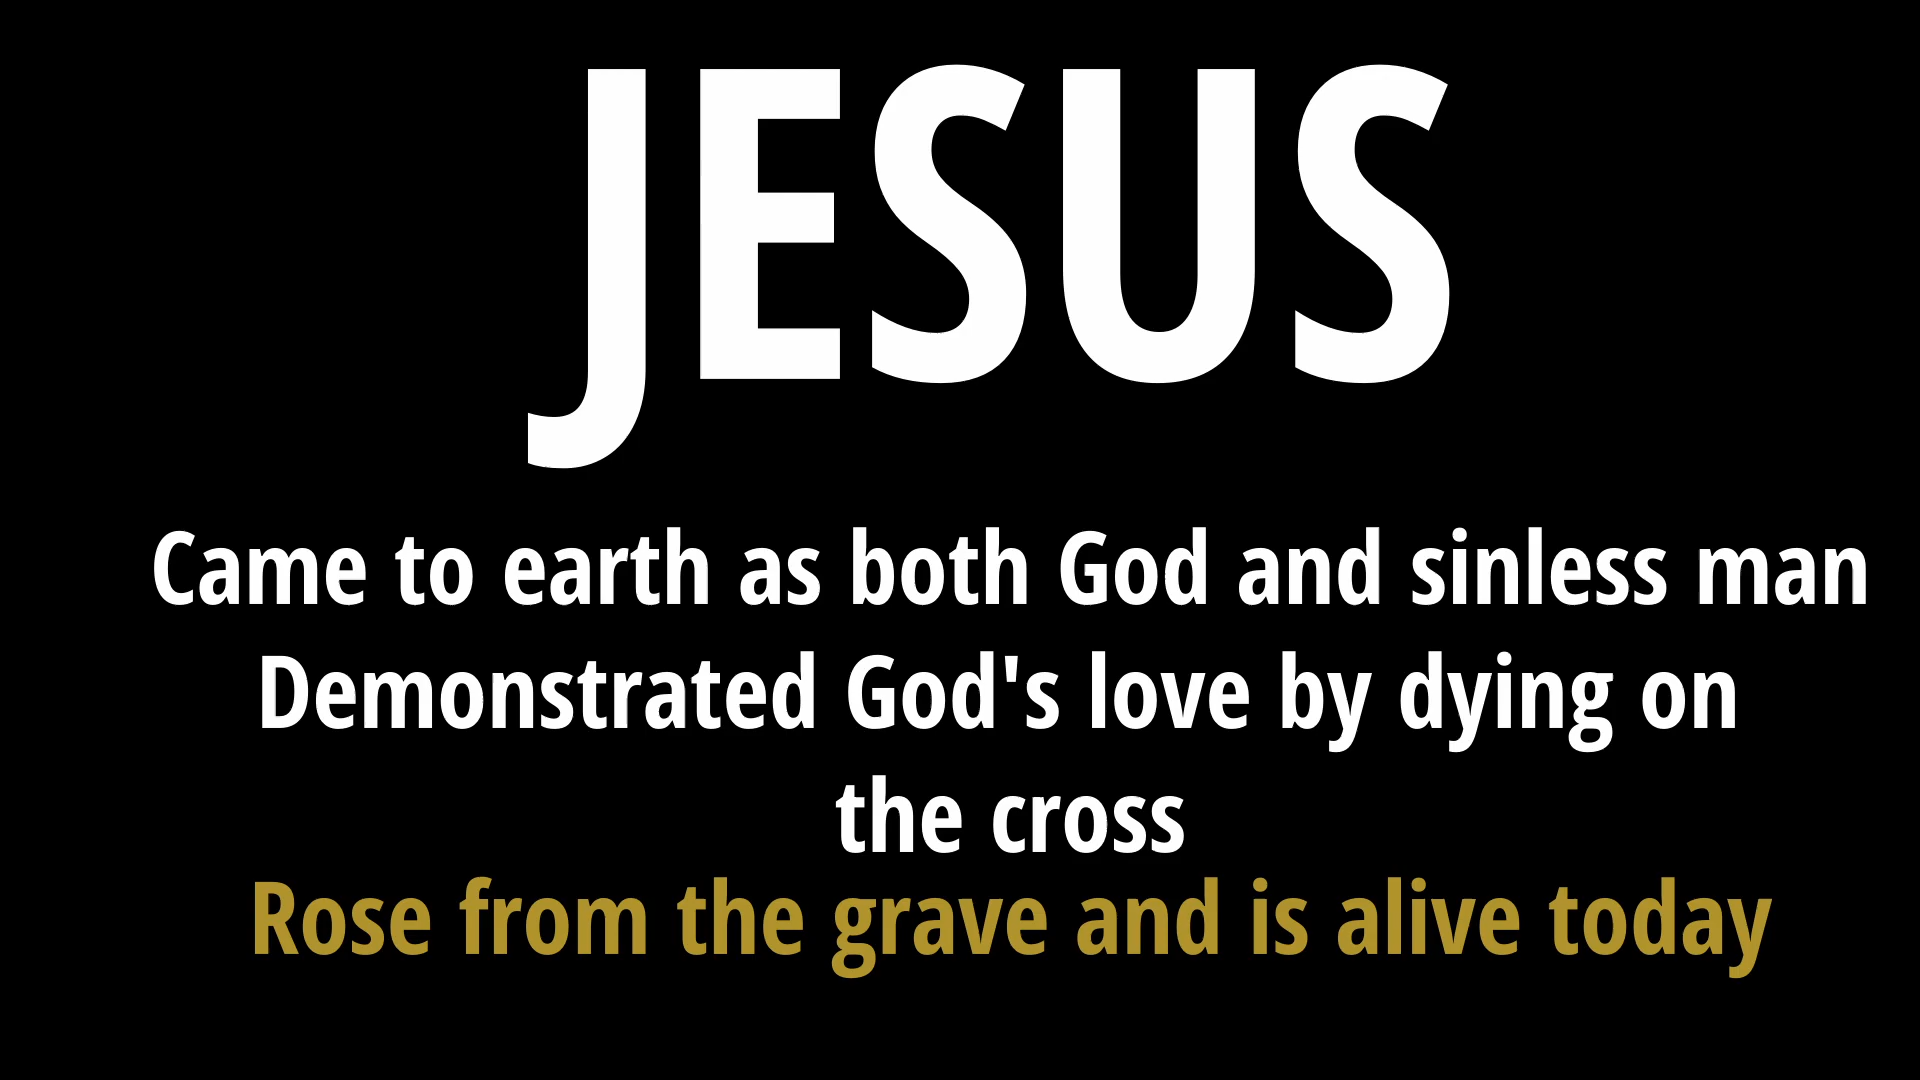 JESUS
Came to earth as both God and sinless man
Demonstrated God's love by dying on
the cross
Rose from the grave and is alive today